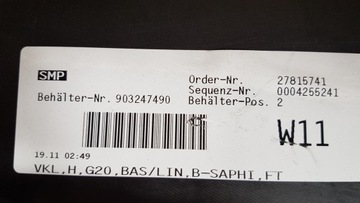 SMP
Order-Nr. 27815741
Sequenz-Nr. 0004255241
Behälter-Nr. 903247490 Behälter-Pos. 2
W11
19.11 02:49
VKL,H,G20,BAS/LIN,B-SAPHI,FT